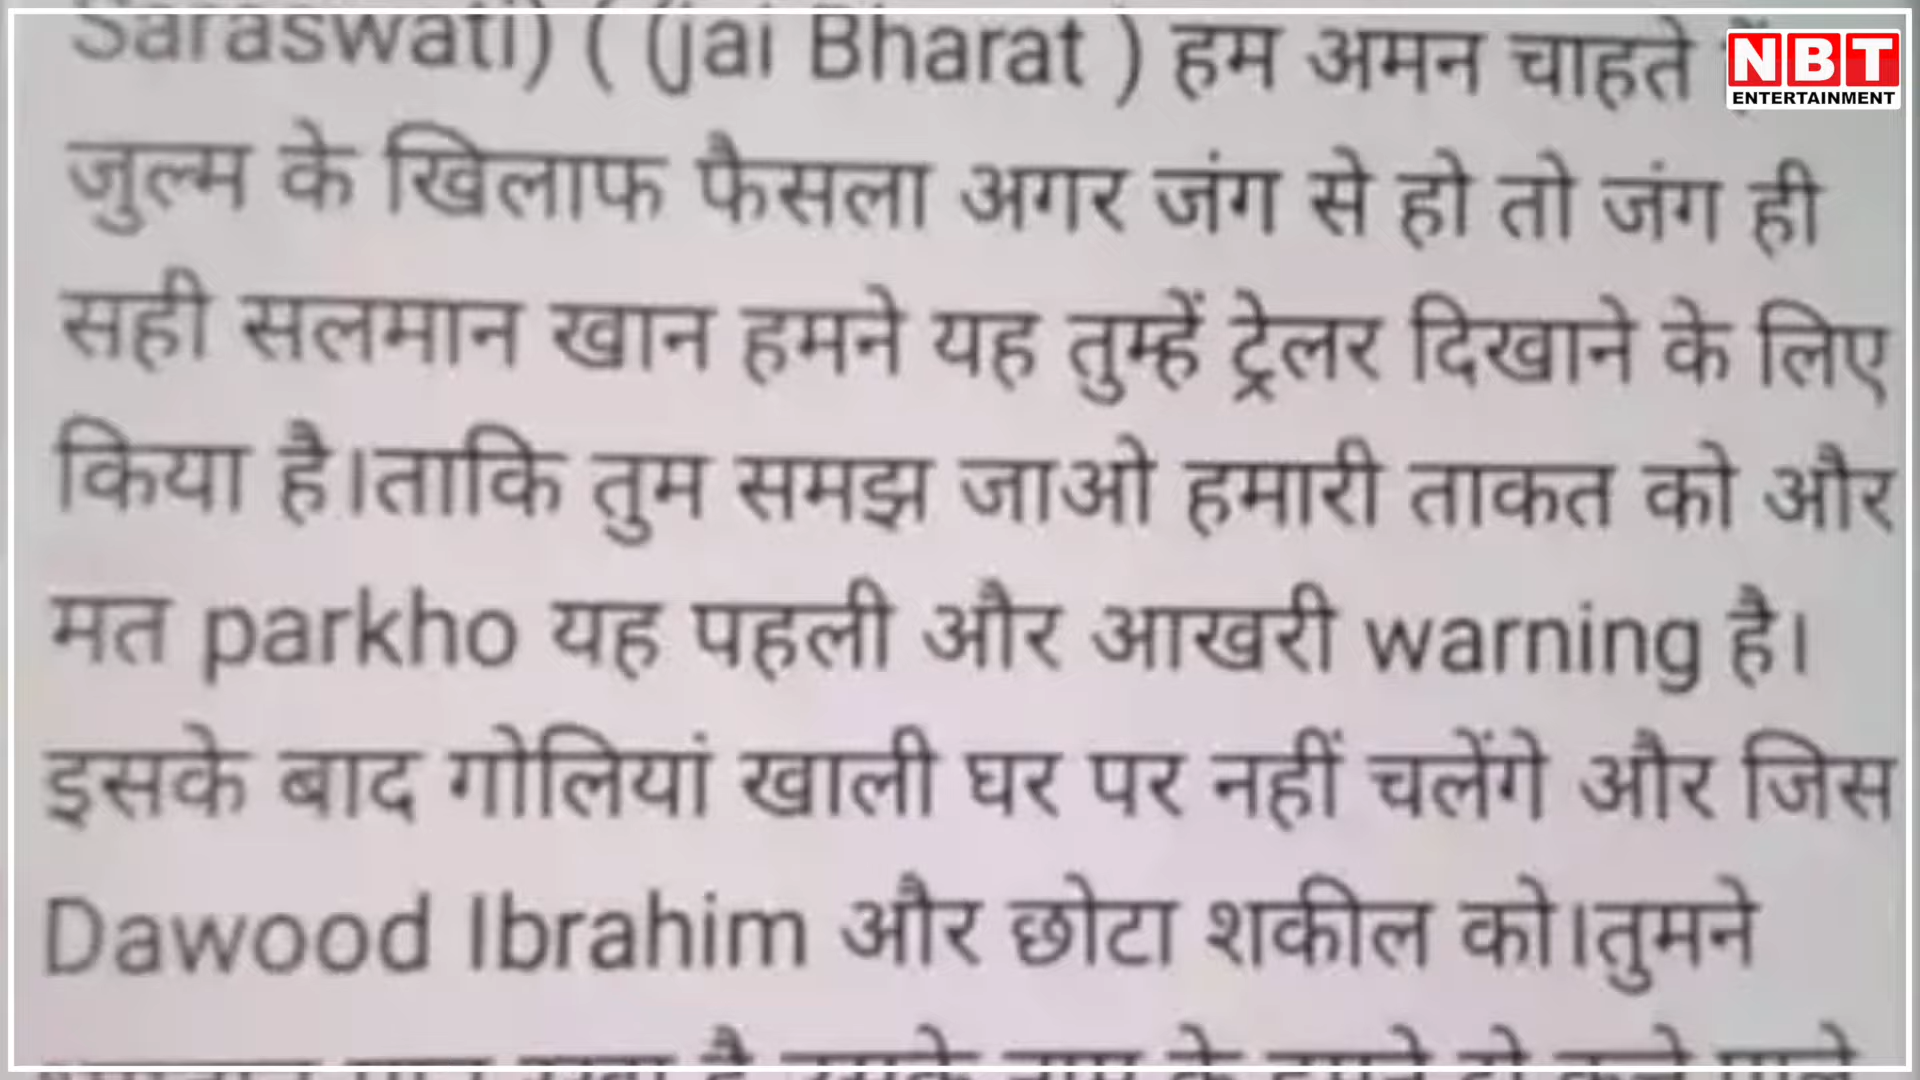 Saraswati) ( (jai Bharat ) हम अमन चाहते
जुल्म के खिलाफ फैसला अगर जंग से हो तो जंग ही
सही सलमान खान हमने यह तुम्हें ट्रेलर दिखाने के लिए
किया है।ताकि तुम समझ जाओ हमारी ताकत को और
मत parkho यह पहली और आखरी warning है।
इसके बाद गोलियां खाली घर पर नहीं चलेंगे और जिस
Dawood Ibrahim और छोटा शकील को।तुमने
NBT
ENTERTAINMENT